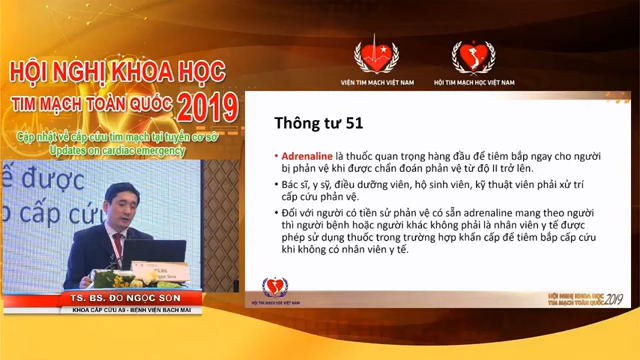 HỘI NGHỊ KHOA HỌC
TIM MẠCH TOÀN QUỐC 2019
Cập nhật về cấp cứu tim mạch tại tuyến cơ sở
Updates on cardiac emergency
ế được
o cấp cứu
TS. BS. ĐỖ NGỌC SƠN
KHOA CẤP CỨU A9 - BỆNH VIỆN BẠCH MAI
VIỆN TIM MẠCH VIỆT NAM
HỘI TIM MẠCH HỌC VIỆT NAM
Thông tư 51
• Adrenaline là thuốc quan trọng hàng đầu để tiêm bắp ngay cho người
bị phản vệ khi được chẩn đoán phản vệ từ độ II trở lên.
• Bác sĩ, y sỹ, điều dưỡng viên, hộ sinh viên, kỹ thuật viên phải xử trí
cấp cứu phản vệ.
• Đối với người có tiền sử phản vệ có sẵn adrenaline mang theo người
thì người bệnh hoặc người khác không phải là nhân viên y tế được
phép sử dụng thuốc trong trường hợp khẩn cấp để tiêm bắp cấp cứu
khi không có nhân viên y tế.
HỘI TIM MẠCH HỌC VIỆT NAM
HỘI NGHỊ KHOA HỌC
TIM MẠCH TOÀN QUỐC 2019